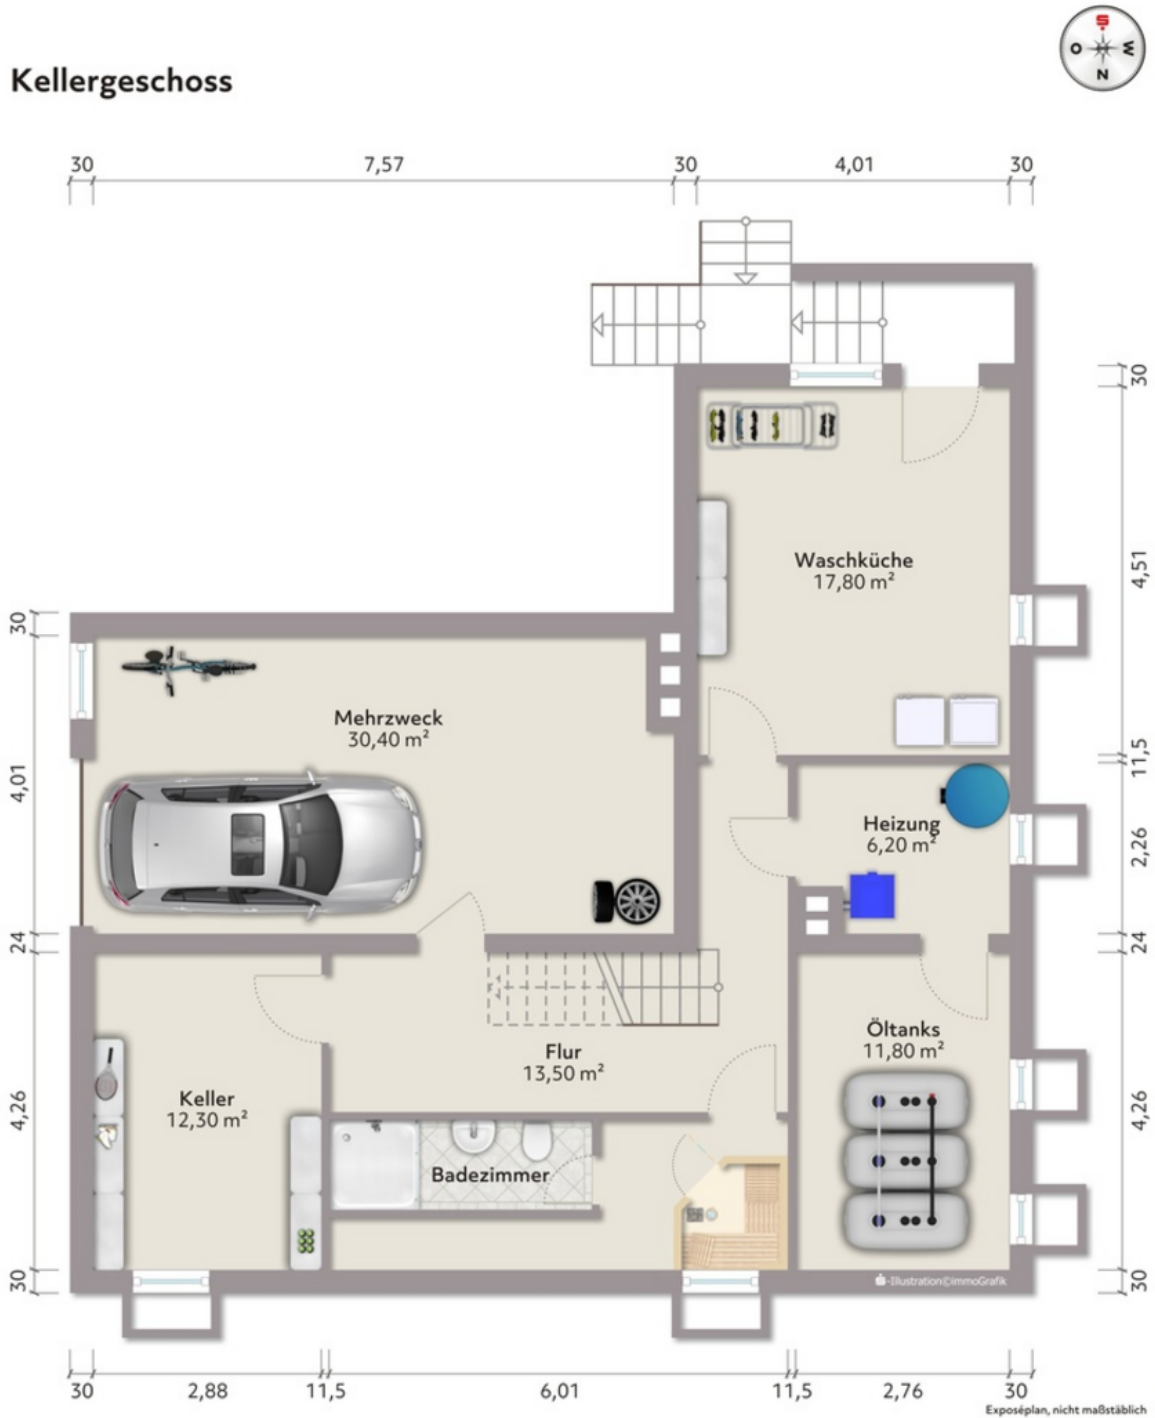 S
O
W
N
Kellergeschoss
30
7,57
30
4,01
30
30
4,51
11,5
2,26
24
4,26
30
30
4,01
24
4,26
30
Waschküche
17,80 m²
Mehrzweck
30,40 m²
Heizung
6,20 m²
Öltanks
11,80 m²
Flur
13,50 m²
Keller
12,30 m²
Badezimmer
-Illustration©immoGrafik
30
2,88
11,5
6,01
11,5
2,76
30
Exposéplan, nicht maßstäblich